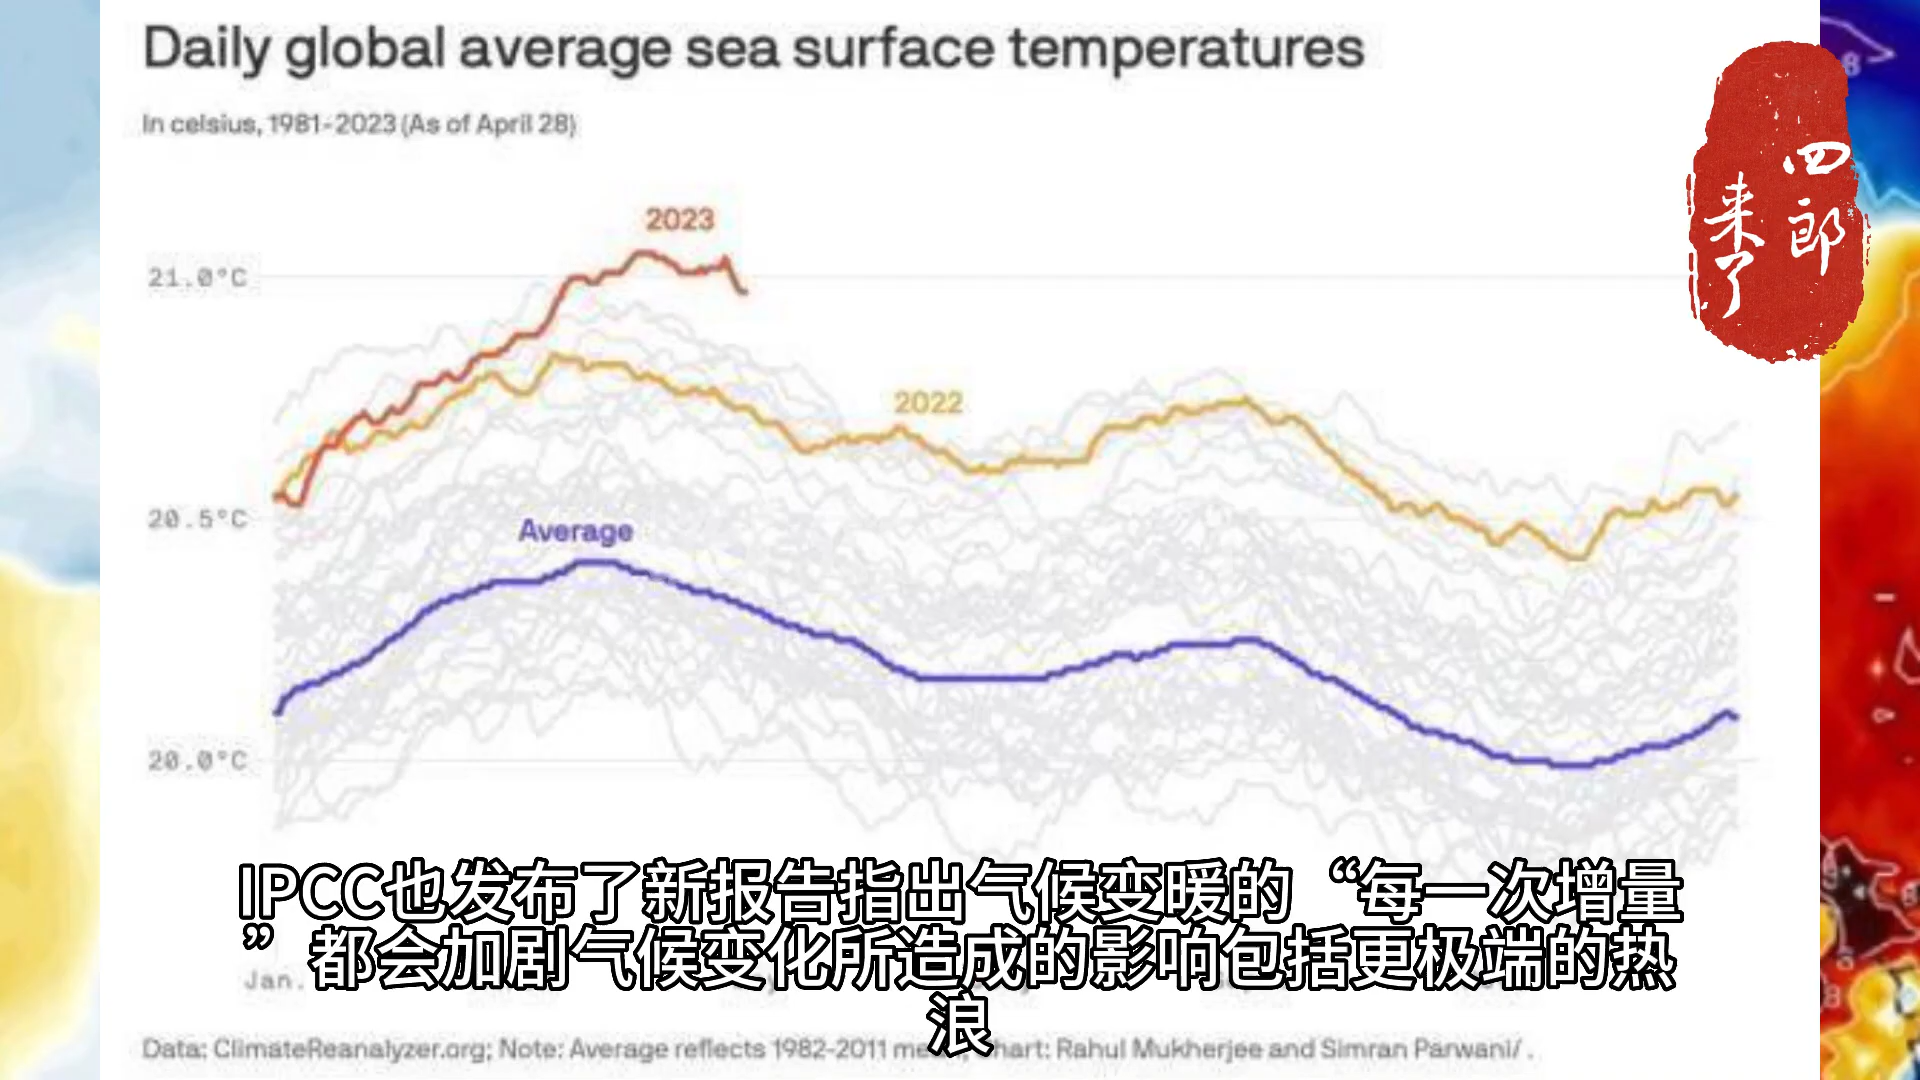 Daily global average sea surface temperatures
In celsius, 1981-2023 (As of April 28)
四郎
来了
2023
21.0°C
2022
20.5°C
Average
20.0°C
IPCC也发布了新报告指出气候变暖的“每一次增量
”都会加剧气候变化所造成的影响包括更极端的热
浪
Jan.
Data: ClimateReanalyzer.org; Note: Average reflects 1982-2011 Rahul Mukherjee and Simran Parwani/.